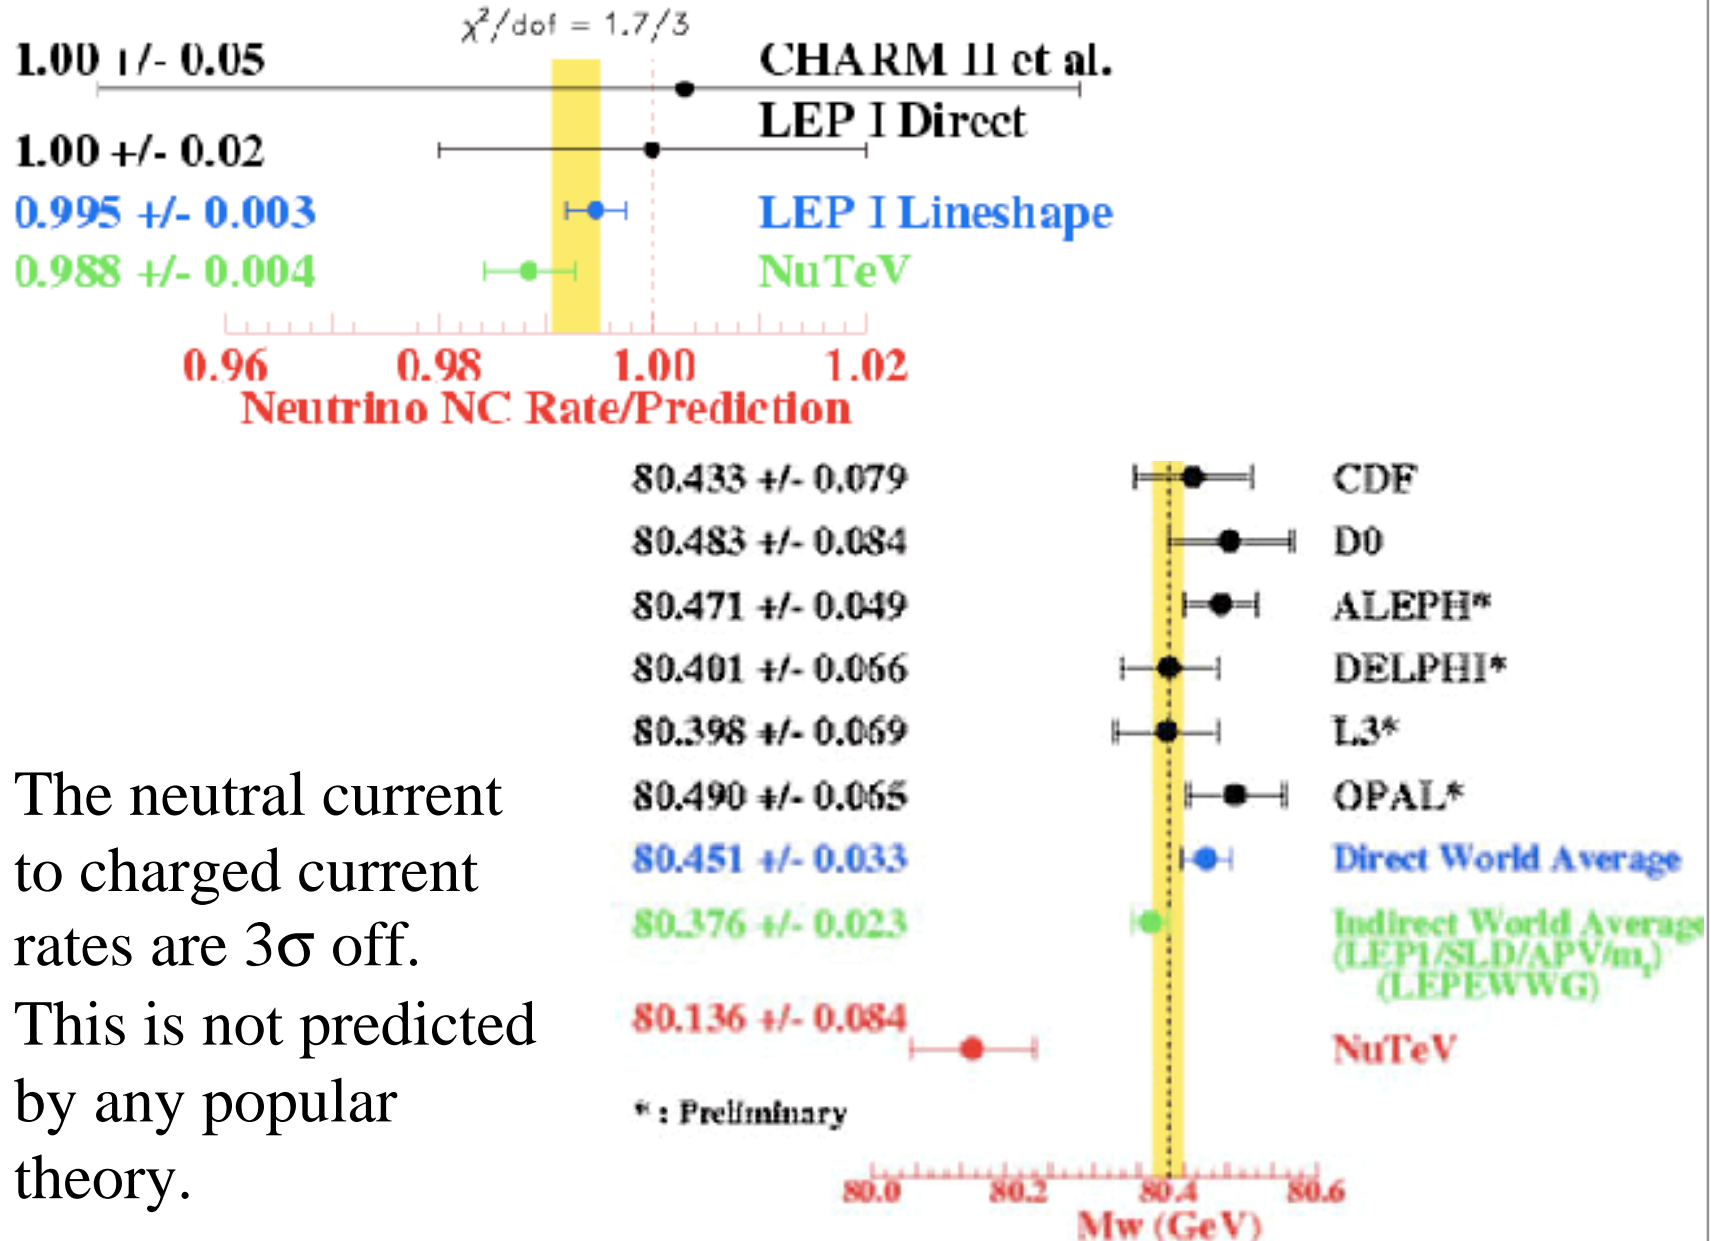 χ²/dof = 1.7/3
1.00 +/- 0.05 CHARM II et al.
1.00 +/- 0.02 LEP I Direct
0.995 +/- 0.003 LEP I Lineshape
0.988 +/- 0.004 NuTeV
0.96 0.98 1.00 1.02
Neutrino NC Rate/Prediction
80.433 +/- 0.079 CDF
80.483 +/- 0.084 D0
80.471 +/- 0.049 ALEPH*
80.401 +/- 0.066 DELPHI*
80.398 +/- 0.069 L3*
80.490 +/- 0.065 OPAL*
80.451 +/- 0.033 Direct World Average
80.376 +/- 0.023 Indirect World Average
(LEP1/SLD/APV/mₜ)
(LEPEWWG)
80.136 +/- 0.084 NuTeV
* : Preliminary
80.0 80.2 80.4 80.6
Mw (GeV)
The neutral current
to charged current
rates are 3σ off.
This is not predicted
by any popular
theory.